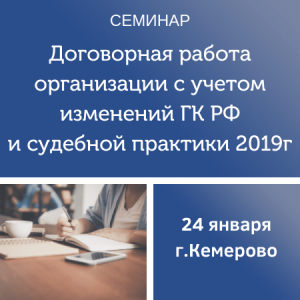 СЕМИНАР
Договорная работа
организации с учетом
изменений ГК РФ
и судебной практики 2019г
24 января
г.Кемерово